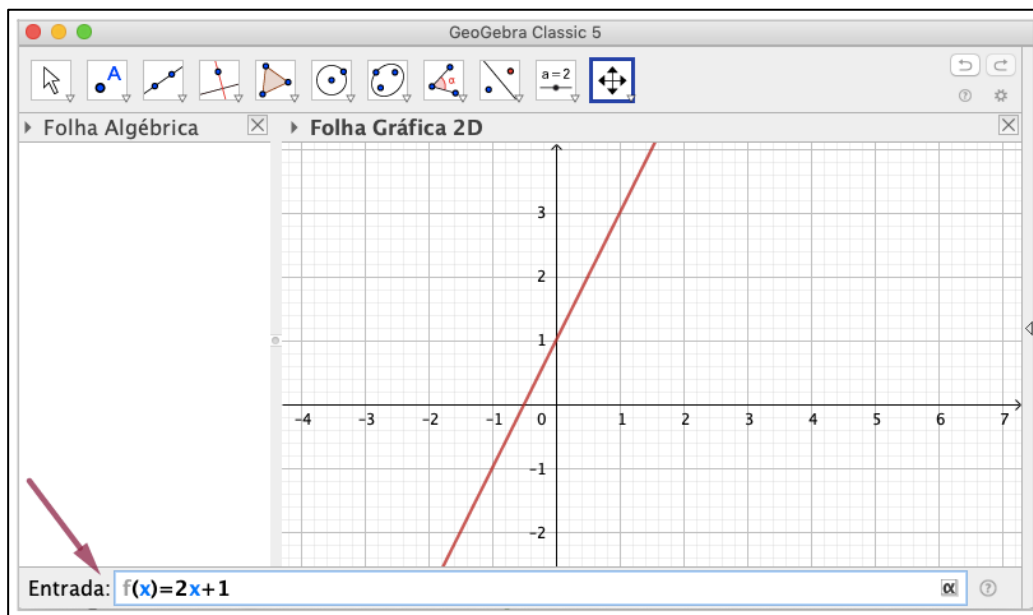 GeoGebra Classic 5
A
α
a=2
Folha Algébrica
Folha Gráfica 2D
3
2
1
-4 -3 -2 -1 0 1 2 3 4 5 6 7
-1
-2
Entrada: f(x)=2x+1 α